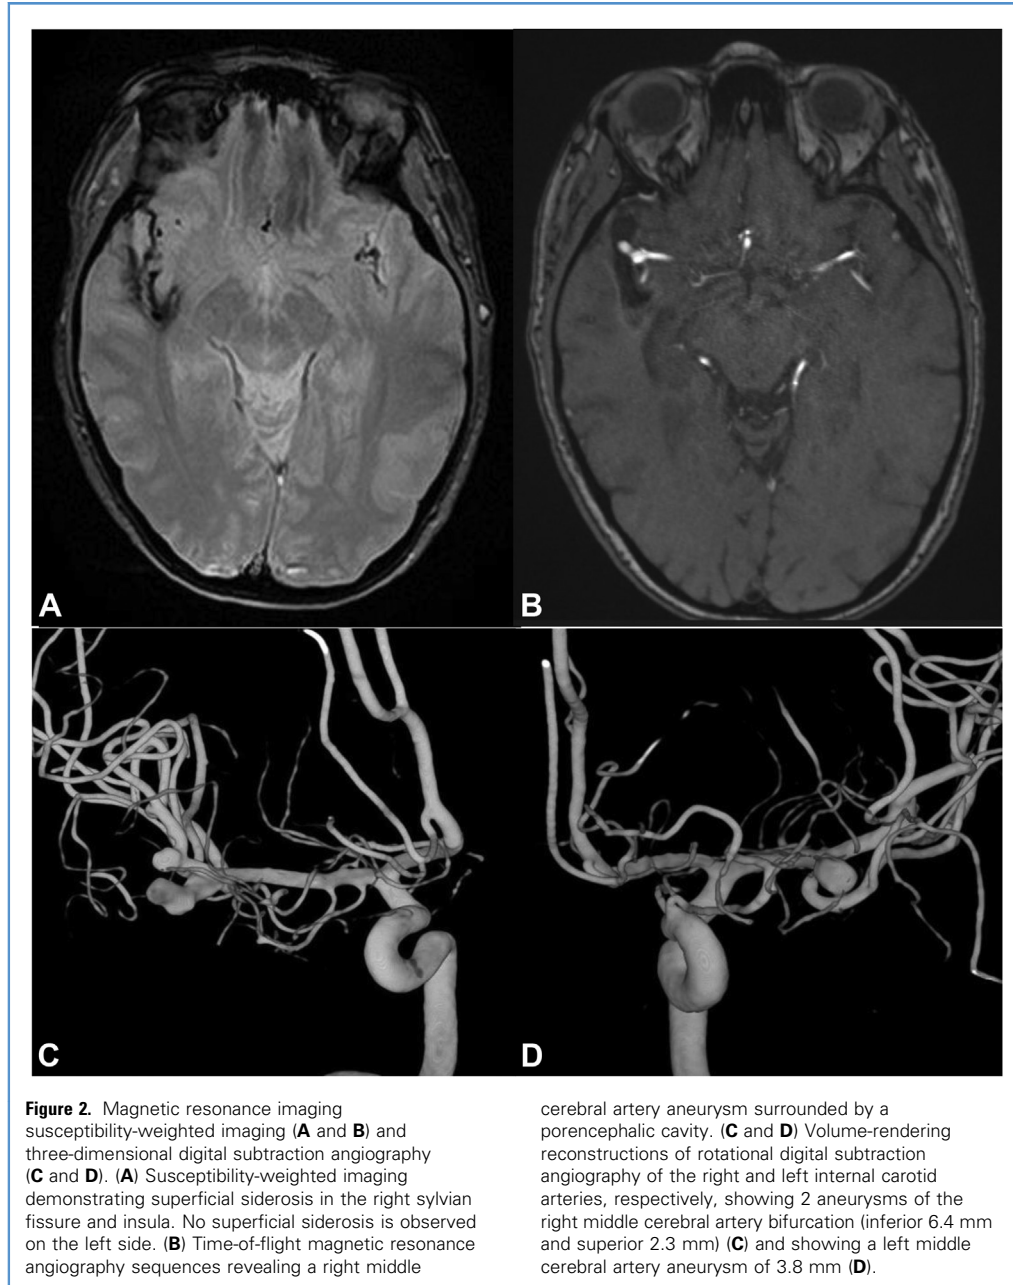 A
B
C
D
Figure 2. Magnetic resonance imaging
susceptibility-weighted imaging (A and B) and
three-dimensional digital subtraction angiography
(C and D). (A) Susceptibility-weighted imaging
demonstrating superficial siderosis in the right sylvian
fissure and insula. No superficial siderosis is observed
on the left side. (B) Time-of-flight magnetic resonance
angiography sequences revealing a right middle
cerebral artery aneurysm surrounded by a
porencephalic cavity. (C and D) Volume-rendering
reconstructions of rotational digital subtraction
angiography of the right and left internal carotid
arteries, respectively, showing 2 aneurysms of the
right middle cerebral artery bifurcation (inferior 6.4 mm
and superior 2.3 mm) (C) and showing a left middle
cerebral artery aneurysm of 3.8 mm (D).